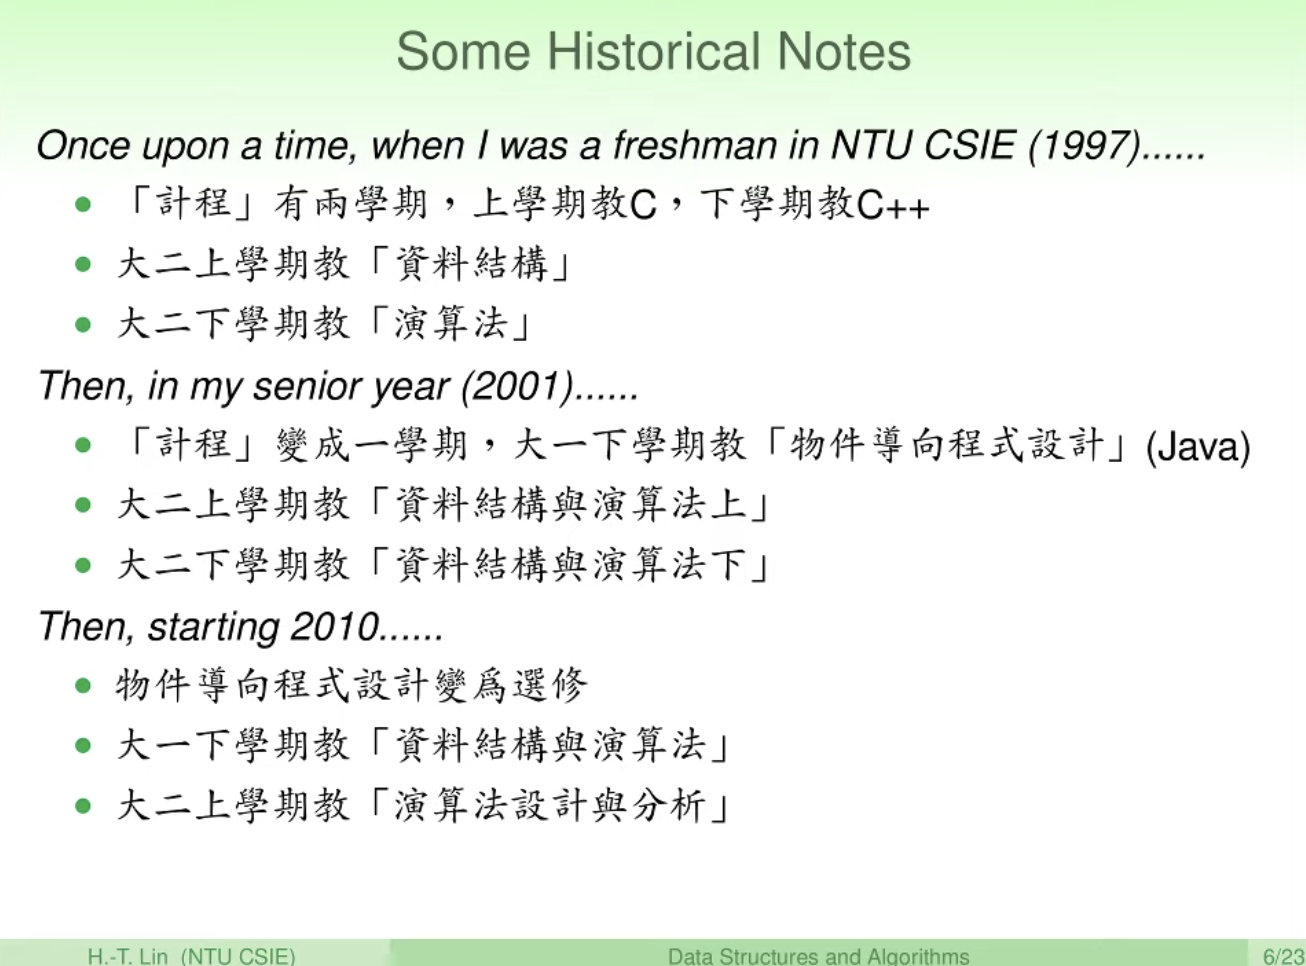 Some Historical Notes
Once upon a time, when I was a freshman in NTU CSIE (1997)......
• 「計程」有兩學期，上學期教C，下學期教C++
• 大二上學期教「資料結構」
• 大二下學期教「演算法」
Then, in my senior year (2001)......
• 「計程」變成一學期，大一下學期教「物件導向程式設計」(Java)
• 大二上學期教「資料結構與演算法上」
• 大二下學期教「資料結構與演算法下」
Then, starting 2010......
• 物件導向程式設計變為選修
• 大一下學期教「資料結構與演算法」
• 大二上學期教「演算法設計與分析」
H.-T. Lin (NTU CSIE) Data Structures and Algorithms 6/23